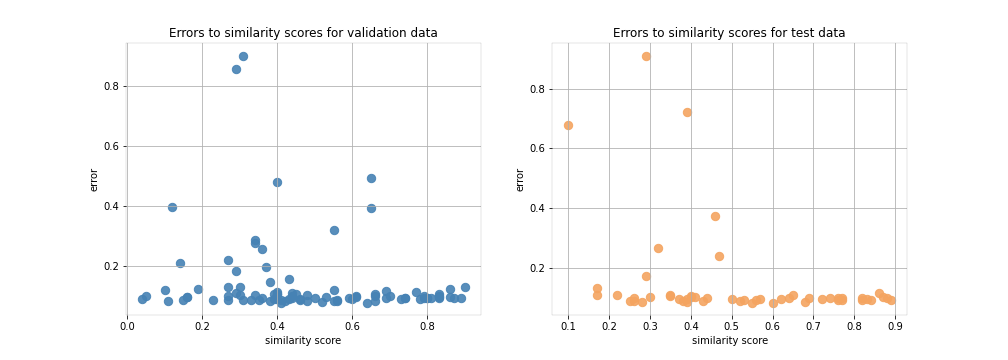 Errors to similarity scores for validation data
error
0.8
0.6
0.4
0.2
0.0 0.2 0.4 0.6 0.8
similarity score
Errors to similarity scores for test data
error
0.8
0.6
0.4
0.2
0.1 0.2 0.3 0.4 0.5 0.6 0.7 0.8 0.9
similarity score